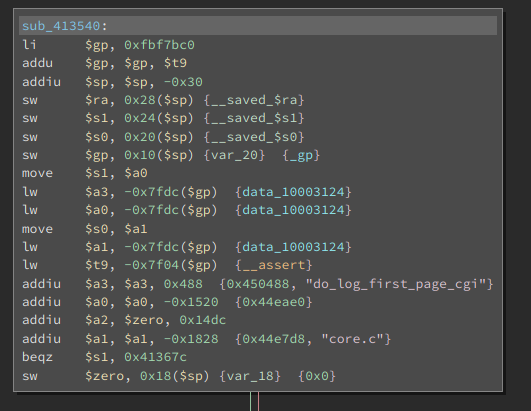 sub_413540:
li $gp, 0xfbf7bc0
addu $gp, $gp, $t9
addiu $sp, $sp, -0x30
sw $ra, 0x28($sp) {__saved_$ra}
sw $s1, 0x24($sp) {__saved_$s1}
sw $s0, 0x20($sp) {__saved_$s0}
sw $gp, 0x10($sp) {var_20} {_gp}
move $s1, $a0
lw $a3, -0x7fdc($gp) {data_10003124}
lw $a0, -0x7fdc($gp) {data_10003124}
move $s0, $a1
lw $a1, -0x7fdc($gp) {data_10003124}
lw $t9, -0x7f04($gp) {__assert}
addiu $a3, $a3, 0x488 {0x450488, "do_log_first_page_cgi"}
addiu $a0, $a0, -0x1520 {0x44eae0}
addiu $a2, $zero, 0x14dc
addiu $a1, $a1, -0x1828 {0x44e7d8, "core.c"}
beqz $s1, 0x41367c
sw $zero, 0x18($sp) {var_18} {0x0}